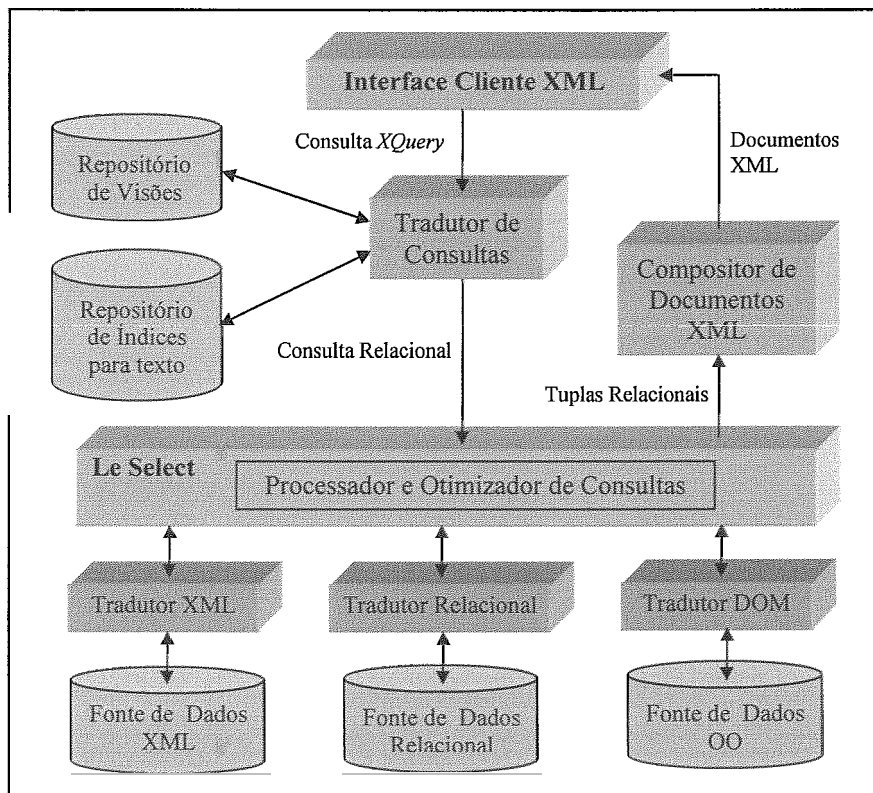 Interface Cliente XML
Consulta XQuery
Documentos
XML
Repositório
de Visões
Tradutor de
Consultas
Compositor de
Documentos
XML
Repositório
de Índices
para texto
Consulta Relacional
Tuplas Relacionais
Le Select
Processador e Otimizador de Consultas
Tradutor XML
Tradutor Relacional
Tradutor DOM
Fonte de Dados
XML
Fonte de Dados
Relacional
Fonte de Dados
OO